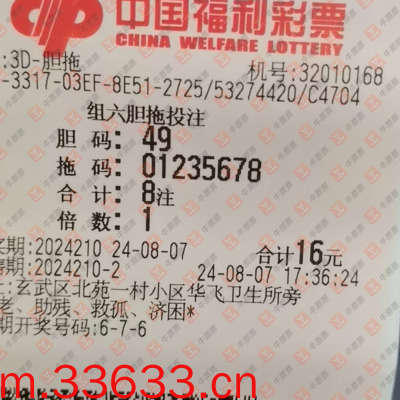 中国福利彩票
CHINA WELFARE LOTTERY
:3D-胆拖 机号:32010168
-3317-03EF-8E51-2725/53274420/C4704
组六胆拖投注
胆 码: 49
拖 码: 01235678
合 计: 8注
倍 数: 1
奖期:2024210 24-08-07 合计16元
售期:2024210-2 24-08-07 17:36:24
:玄武区北苑一村小区华飞卫生所旁
老、助残、救孤、济困*
期开奖号码:6-7-6
m.33633.cn